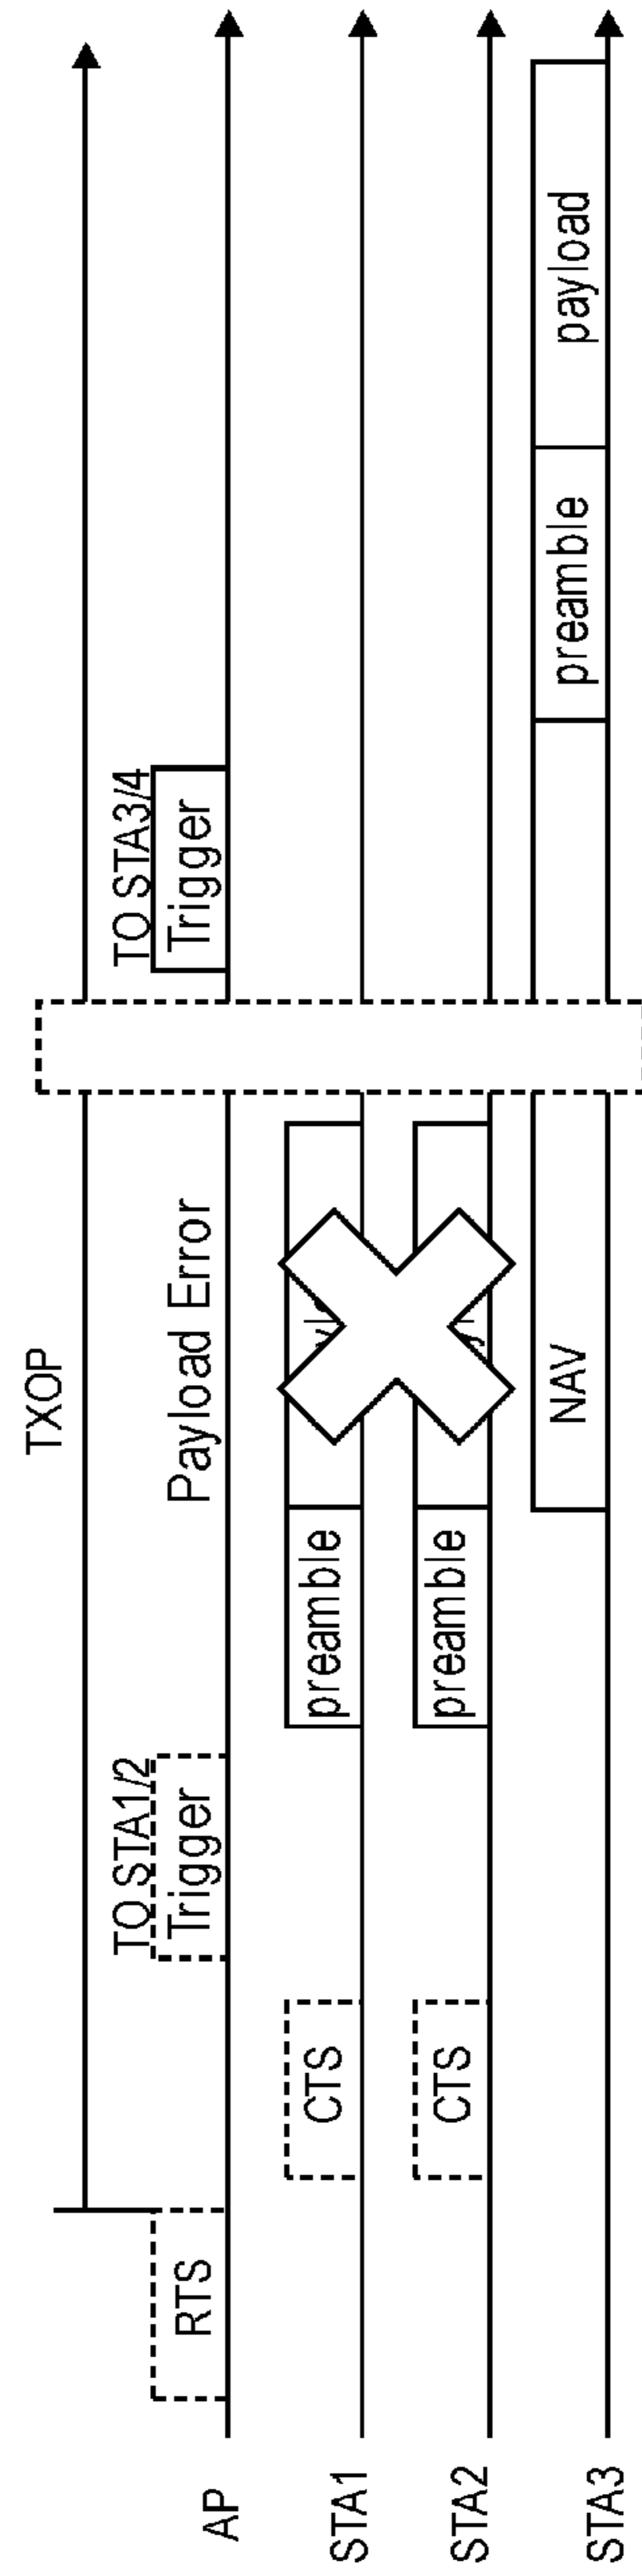 TXOP
TO STA1/2
TO STA3/4
AP
RTS
Trigger
Payload Error
Trigger
STA1
CTS
preamble
STA2
CTS
preamble
STA3
NAV
preamble
payload